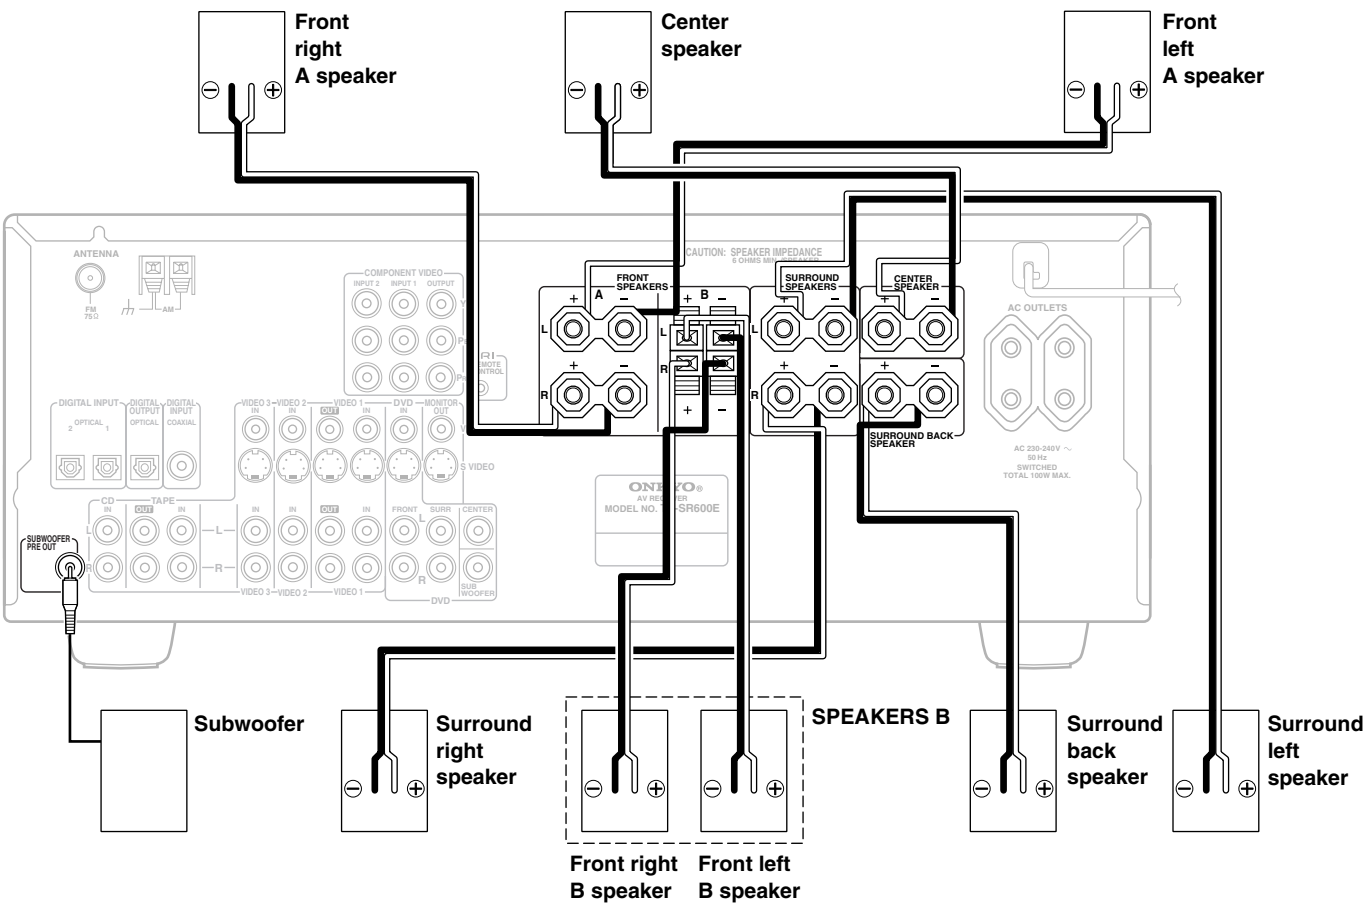 Front
right
A speaker
Center
speaker
Front
left
A speaker
ANTENNA
FM
75Ω
AM
COMPONENT VIDEO
INPUT 2 INPUT 1 OUTPUT
CAUTION: SPEAKER IMPEDANCE
6 OHMS MIN. /SPEAKER
FRONT
SPEAKERS
A
B
SURROUND
SPEAKERS
CENTER
SPEAKER
+ − + − + − + −
L
L
L
R
R
R
+ − + − + − + −
SURROUND BACK
SPEAKER
AC OUTLETS
AC 230-240V ~
50 Hz
SWITCHED
TOTAL 100W MAX.
DIGITAL INPUT
OPTICAL
2 1
DIGITAL
OUTPUT
OPTICAL
DIGITAL
INPUT
COAXIAL
VIDEO 3 VIDEO 2 VIDEO 1 DVD MONITOR
IN IN OUT IN IN OUT
S VIDEO
CD TAPE
IN OUT IN IN IN OUT IN FRONT SURR CENTER
L L L
R R R
SUB
WOOFER
VIDEO 3 VIDEO 2 VIDEO 1
DVD
SUBWOOFER
PRE OUT
®
AV
MODEL NO.
Subwoofer
Surround
right
speaker
SPEAKERS B
Surround
back
speaker
Surround
left
speaker
− + − + − + − + − +
Front right
B speaker
Front left
B speaker